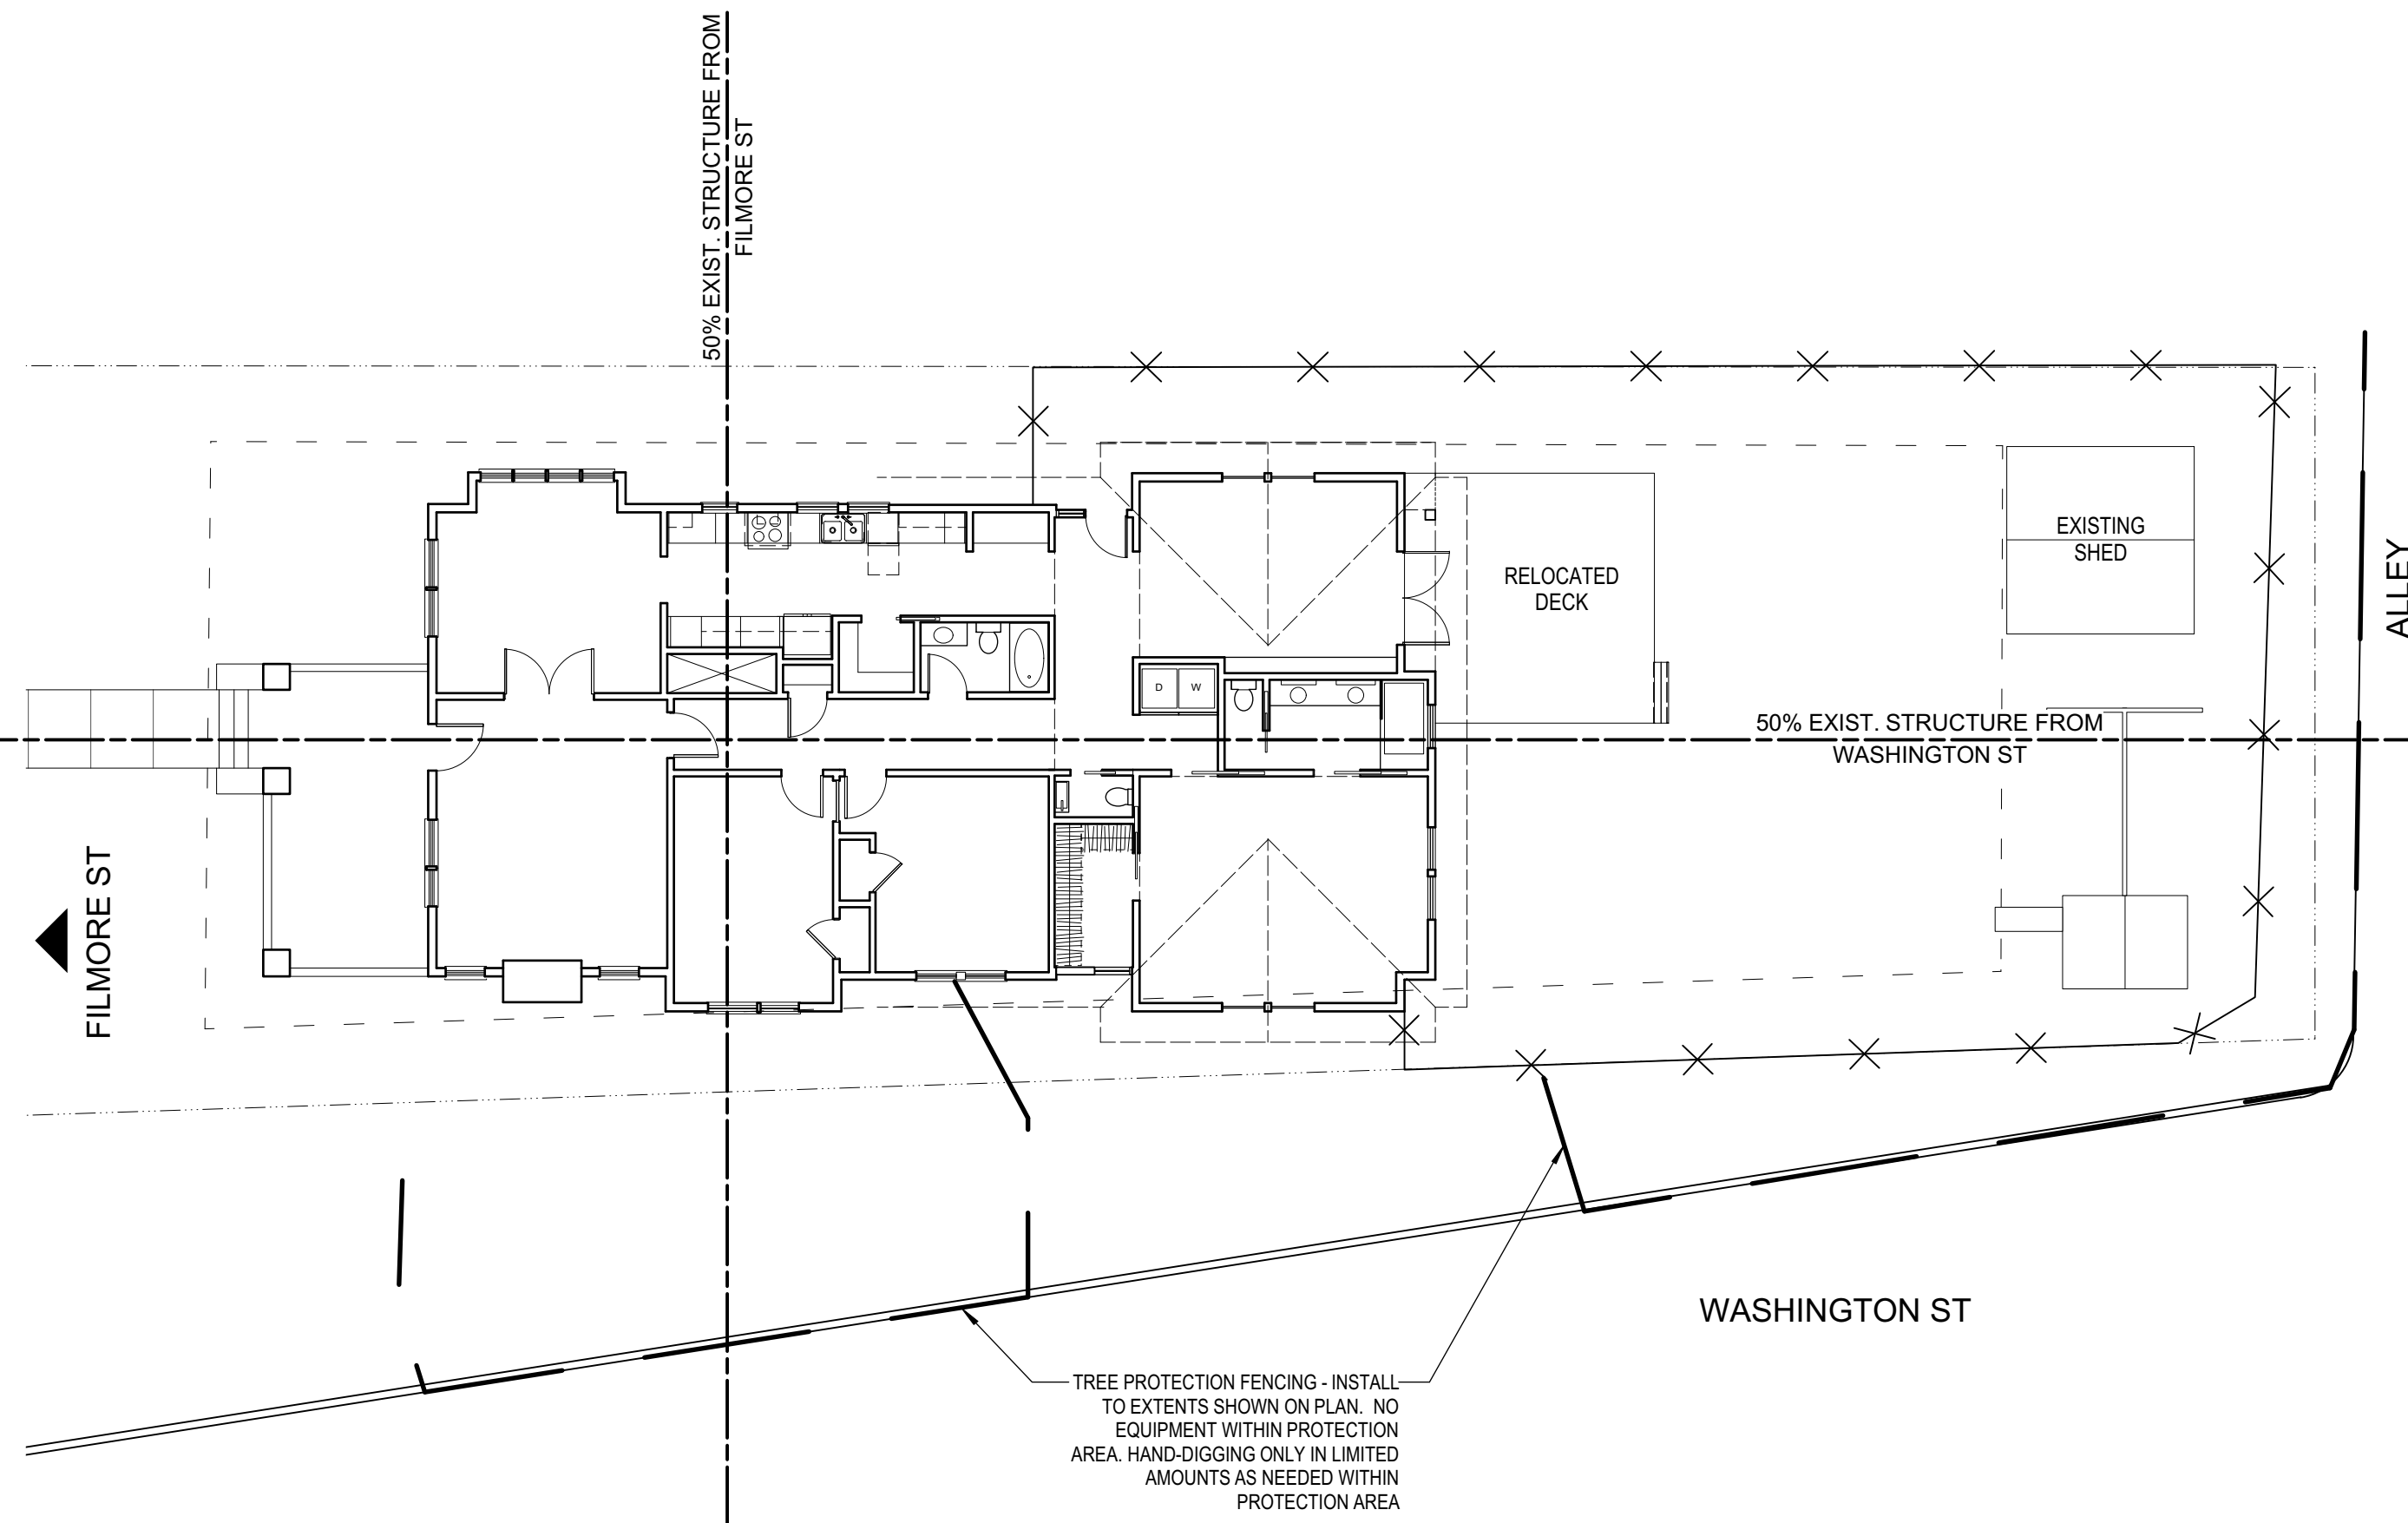 50% EXIST. STRUCTURE FROM
FILMORE ST
EXISTING
SHED
RELOCATED
DECK
ALLEY
D
W
50% EXIST. STRUCTURE FROM
WASHINGTON ST
FILMORE ST
WASHINGTON ST
TREE PROTECTION FENCING - INSTALL
TO EXTENTS SHOWN ON PLAN. NO
EQUIPMENT WITHIN PROTECTION
AREA. HAND-DIGGING ONLY IN LIMITED
AMOUNTS AS NEEDED WITHIN
PROTECTION AREA